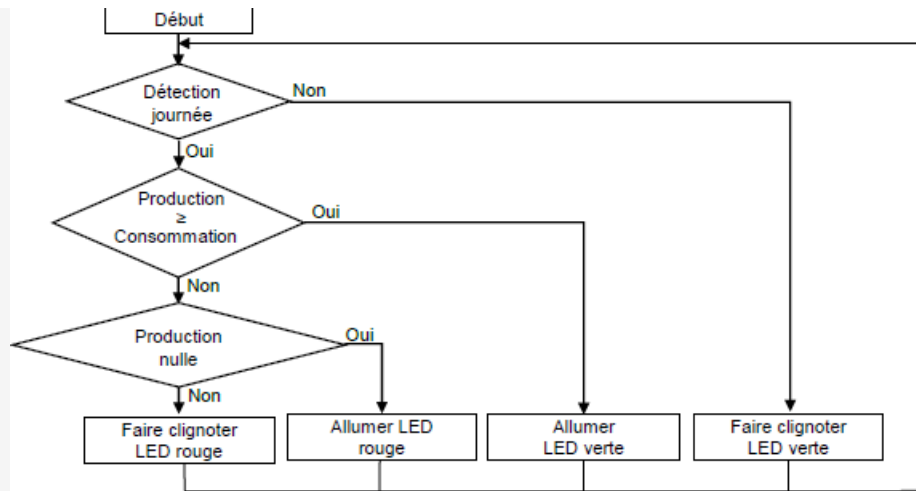 Début
Détection
journée
Non
Oui
Production
≥
Consommation
Oui
Non
Production
nulle
Oui
Non
Faire clignoter
LED rouge
Allumer LED
rouge
Allumer
LED verte
Faire clignoter
LED verte